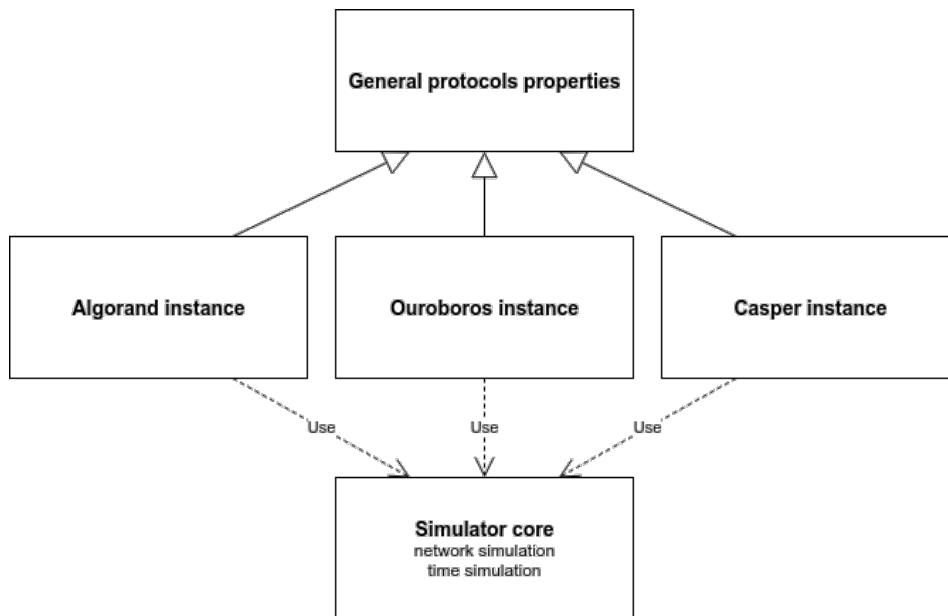 General protocols properties
Algorand instance
Ouroboros instance
Casper instance
Use
Use
Use
Simulator core
network simulation
time simulation